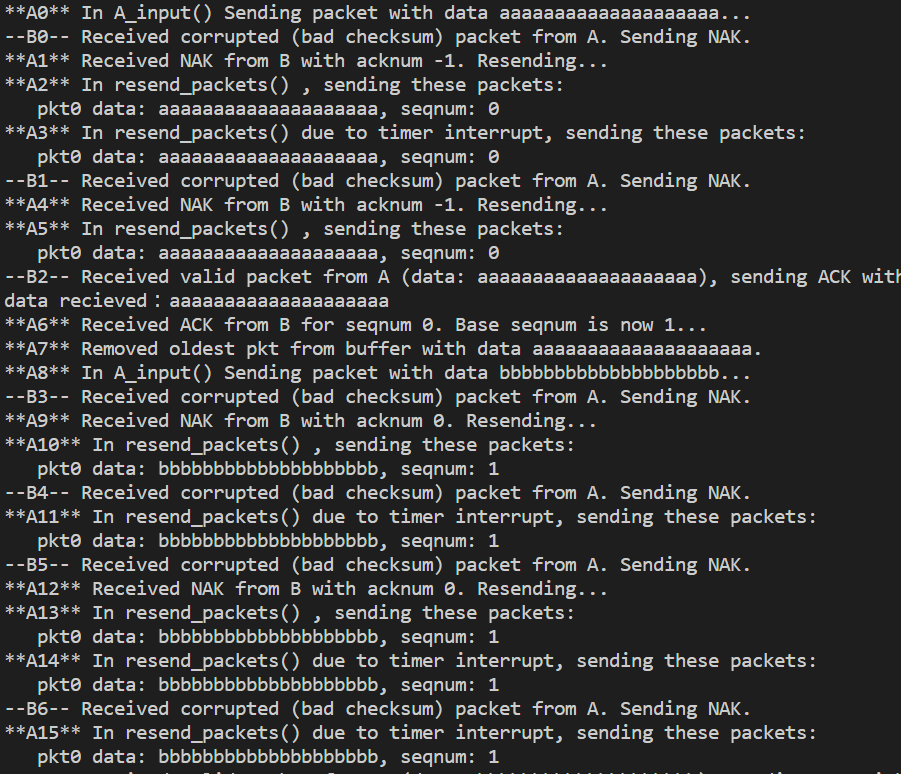 **A0** In A_input() Sending packet with data aaaaaaaaaaaaaaaaaaaa...
--B0-- Received corrupted (bad checksum) packet from A. Sending NAK.
**A1** Received NAK from B with acknum -1. Resending...
**A2** In resend_packets() , sending these packets:
   pkt0 data: aaaaaaaaaaaaaaaaaaaa, seqnum: 0
**A3** In resend_packets() due to timer interrupt, sending these packets:
   pkt0 data: aaaaaaaaaaaaaaaaaaaa, seqnum: 0
--B1-- Received corrupted (bad checksum) packet from A. Sending NAK.
**A4** Received NAK from B with acknum -1. Resending...
**A5** In resend_packets() , sending these packets:
   pkt0 data: aaaaaaaaaaaaaaaaaaaa, seqnum: 0
--B2-- Received valid packet from A (data: aaaaaaaaaaaaaaaaaaaa), sending ACK with
data recieved：aaaaaaaaaaaaaaaaaaaa
**A6** Received ACK from B for seqnum 0. Base seqnum is now 1...
**A7** Removed oldest pkt from buffer with data aaaaaaaaaaaaaaaaaaaa.
**A8** In A_input() Sending packet with data bbbbbbbbbbbbbbbbbbbb...
--B3-- Received corrupted (bad checksum) packet from A. Sending NAK.
**A9** Received NAK from B with acknum 0. Resending...
**A10** In resend_packets() , sending these packets:
   pkt0 data: bbbbbbbbbbbbbbbbbbbb, seqnum: 1
--B4-- Received corrupted (bad checksum) packet from A. Sending NAK.
**A11** In resend_packets() due to timer interrupt, sending these packets:
   pkt0 data: bbbbbbbbbbbbbbbbbbbb, seqnum: 1
--B5-- Received corrupted (bad checksum) packet from A. Sending NAK.
**A12** Received NAK from B with acknum 0. Resending...
**A13** In resend_packets() , sending these packets:
   pkt0 data: bbbbbbbbbbbbbbbbbbbb, seqnum: 1
**A14** In resend_packets() due to timer interrupt, sending these packets:
   pkt0 data: bbbbbbbbbbbbbbbbbbbb, seqnum: 1
--B6-- Received corrupted (bad checksum) packet from A. Sending NAK.
**A15** In resend_packets() due to timer interrupt, sending these packets:
   pkt0 data: bbbbbbbbbbbbbbbbbbbb, seqnum: 1